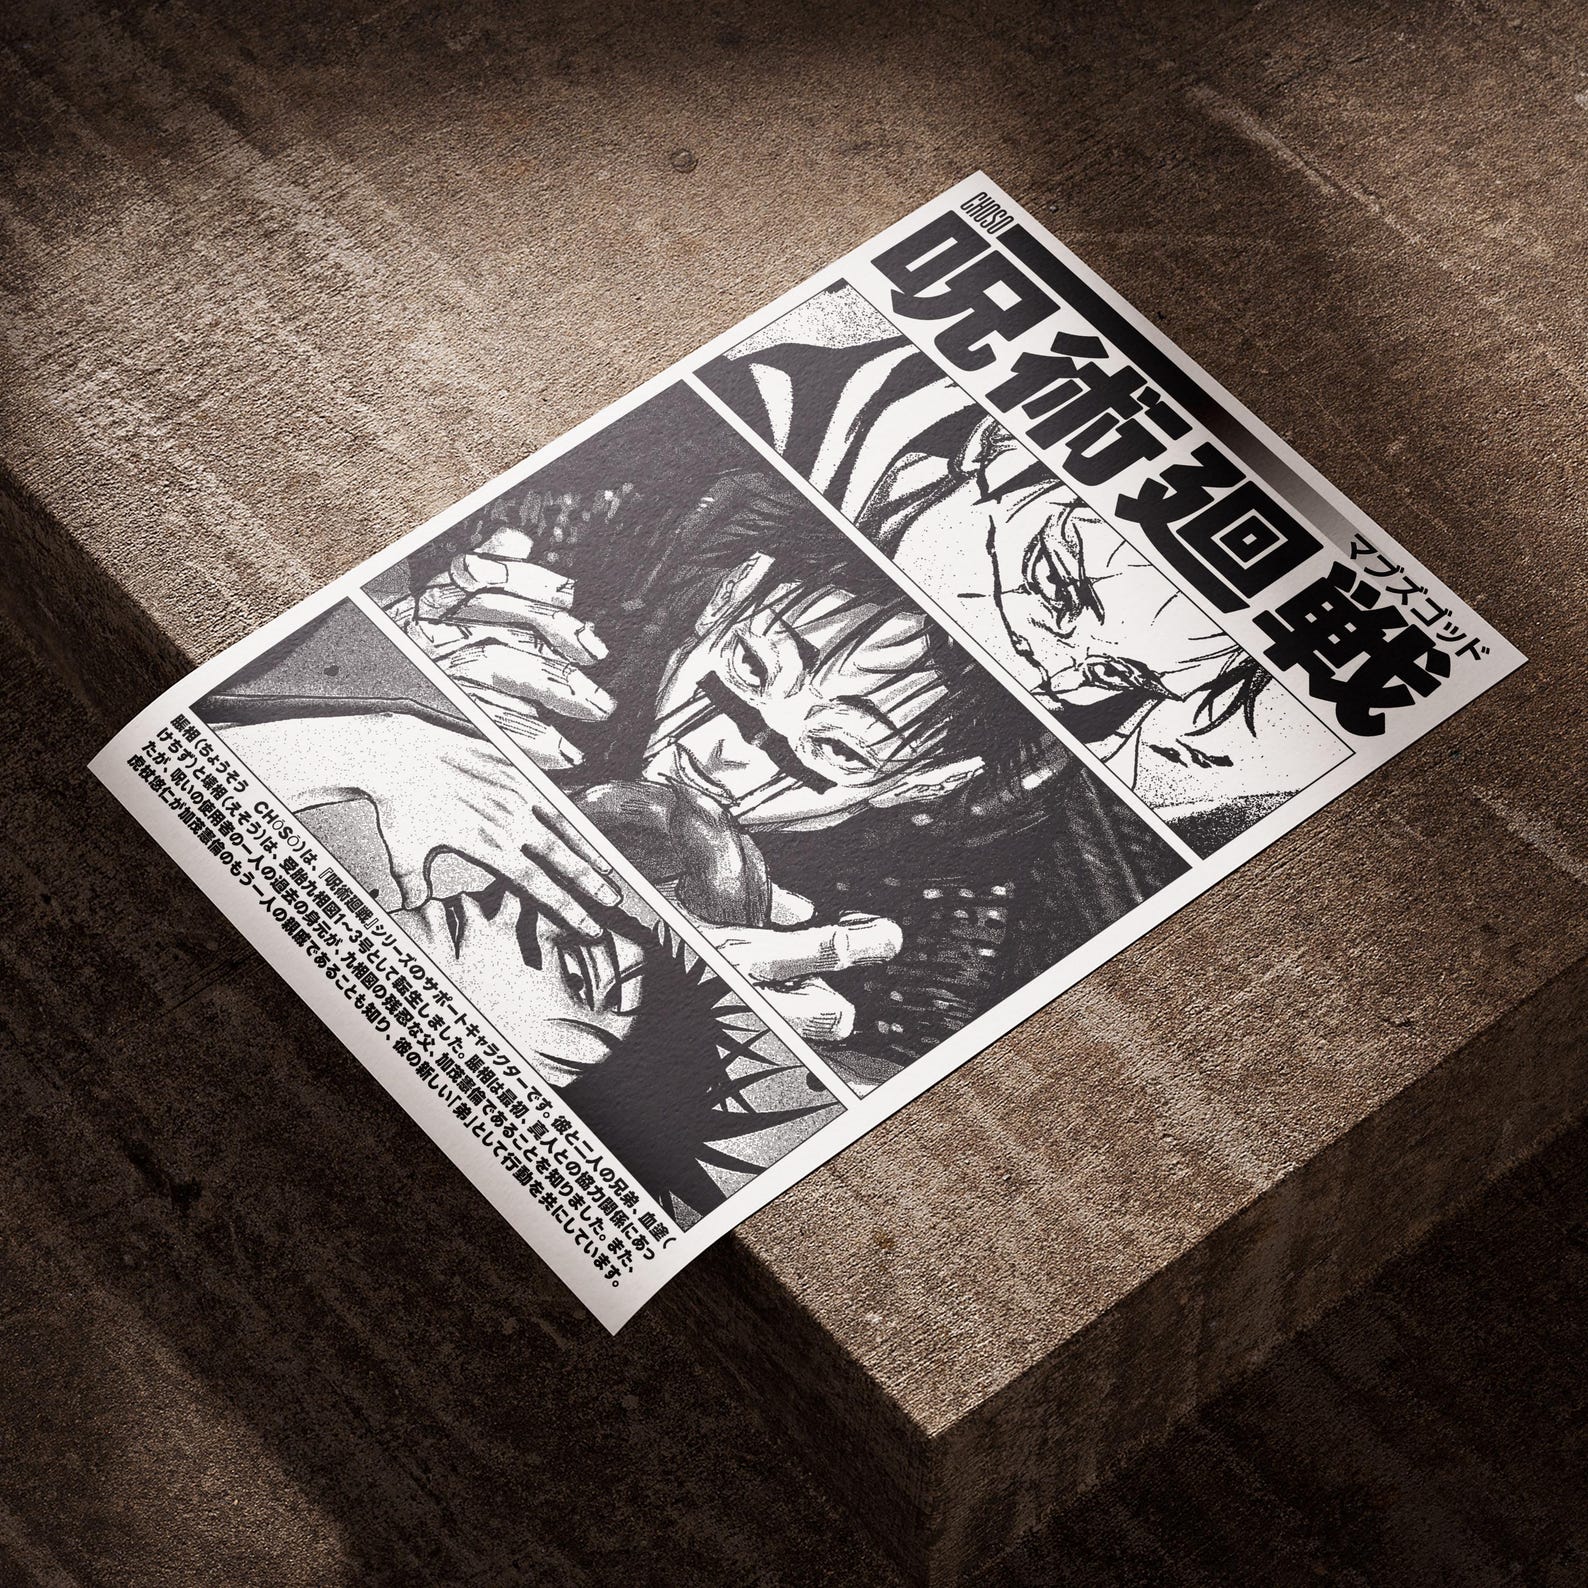 CHOSO
呪術廻戦
マブズゴッド
脹相(ちょうそう CHŌSŌ)は、『呪術廻戦』シリーズのサポートキャラクターです。彼と二人の兄弟、血塗(
けちず)と壊相(えそう)は、受胎九相図1~3号として転生しました。脹相は最初、真人との協力関係にあっ
たが 呪いの使用者の一人の過去の身元が、九相図の残忍な父、加茂憲倫であることを知りました。また、
虎杖悠仁が加茂憲倫のもう一人の親戚であることも知り、彼の新しい「弟」として行動を共にしています。